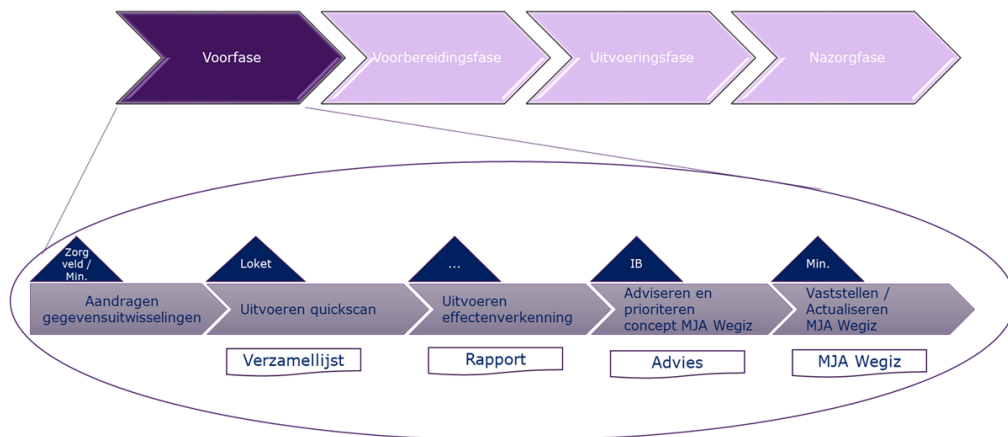 Voorfase
Voorbereidingsfase
Uitvoeringsfase
Nazorgfase
Zorg
veld /
Min.
Loket
...
IB
Min.
Aandragen
gegevensuitwisselingen
Uitvoeren quickscan
Uitvoeren
effectenverkenning
Adviseren en
prioriteren
concept MJA Wegiz
Vaststellen /
Actualiseren
MJA Wegiz
Verzamellijst
Rapport
Advies
MJA Wegiz